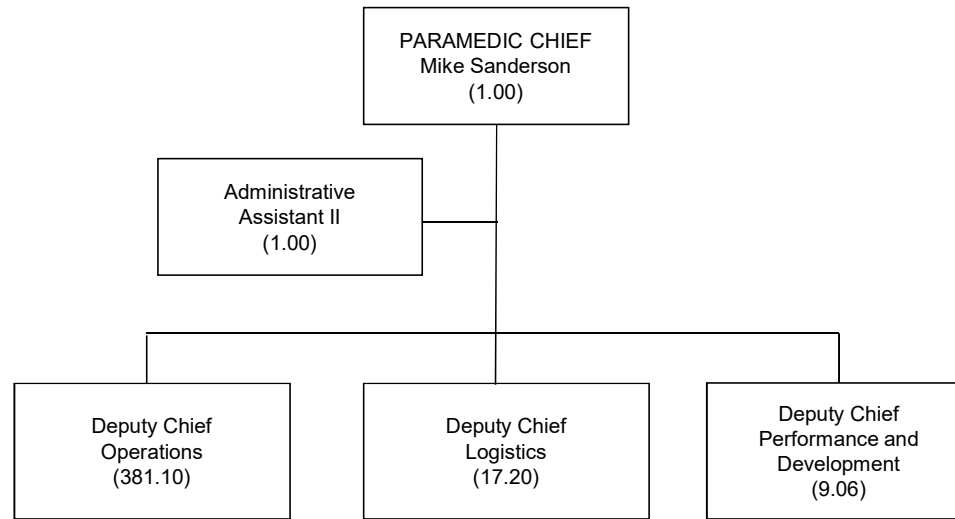 PARAMEDIC CHIEF
Mike Sanderson
(1.00)
Administrative
Assistant II
(1.00)
Deputy Chief
Operations
(381.10)
Deputy Chief
Logistics
(17.20)
Deputy Chief
Performance and
Development
(9.06)